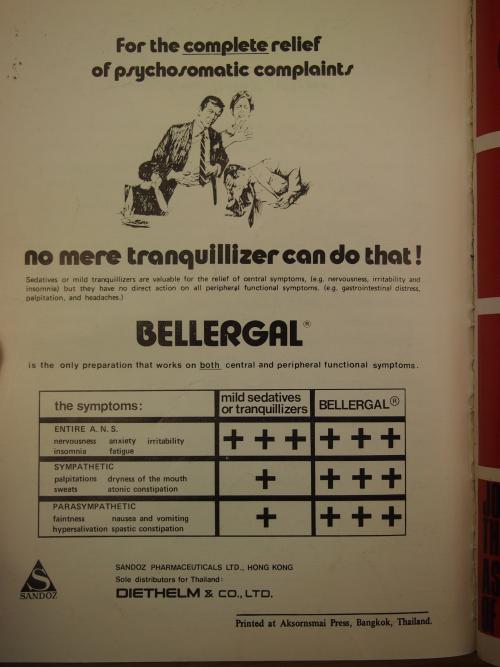 For the complete relief
of psychosomatic complaints
no mere tranquillizer can do that!
Sedatives or mild tranquillizers are valuable for the relief of central symptoms, (e.g. nervousness, irritability and
insomnia) but they have no direct action on all peripheral functional symptoms. (e.g. gastrointestinal distress,
palpitation, and headaches.)
BELLERGAL®
is the only preparation that works on both central and peripheral functional symptoms.
the symptoms:
mild sedatives
or tranquillizers
BELLERGAL®
ENTIRE A. N. S.
nervousness anxiety irritability
insomnia fatigue
+ + +
+ + +
SYMPATHETIC
palpitations dryness of the mouth
sweats atonic constipation
+
+ + +
PARASYMPATHETIC
faintness nausea and vomiting
hypersalivation spastic constipation
+
+ + +
S
SANDOZ
SANDOZ PHARMACEUTICALS LTD., HONG KONG
Sole distributors for Thailand:
DIETHELM & CO., LTD.
Printed at Aksornsmai Press, Bangkok, Thailand.